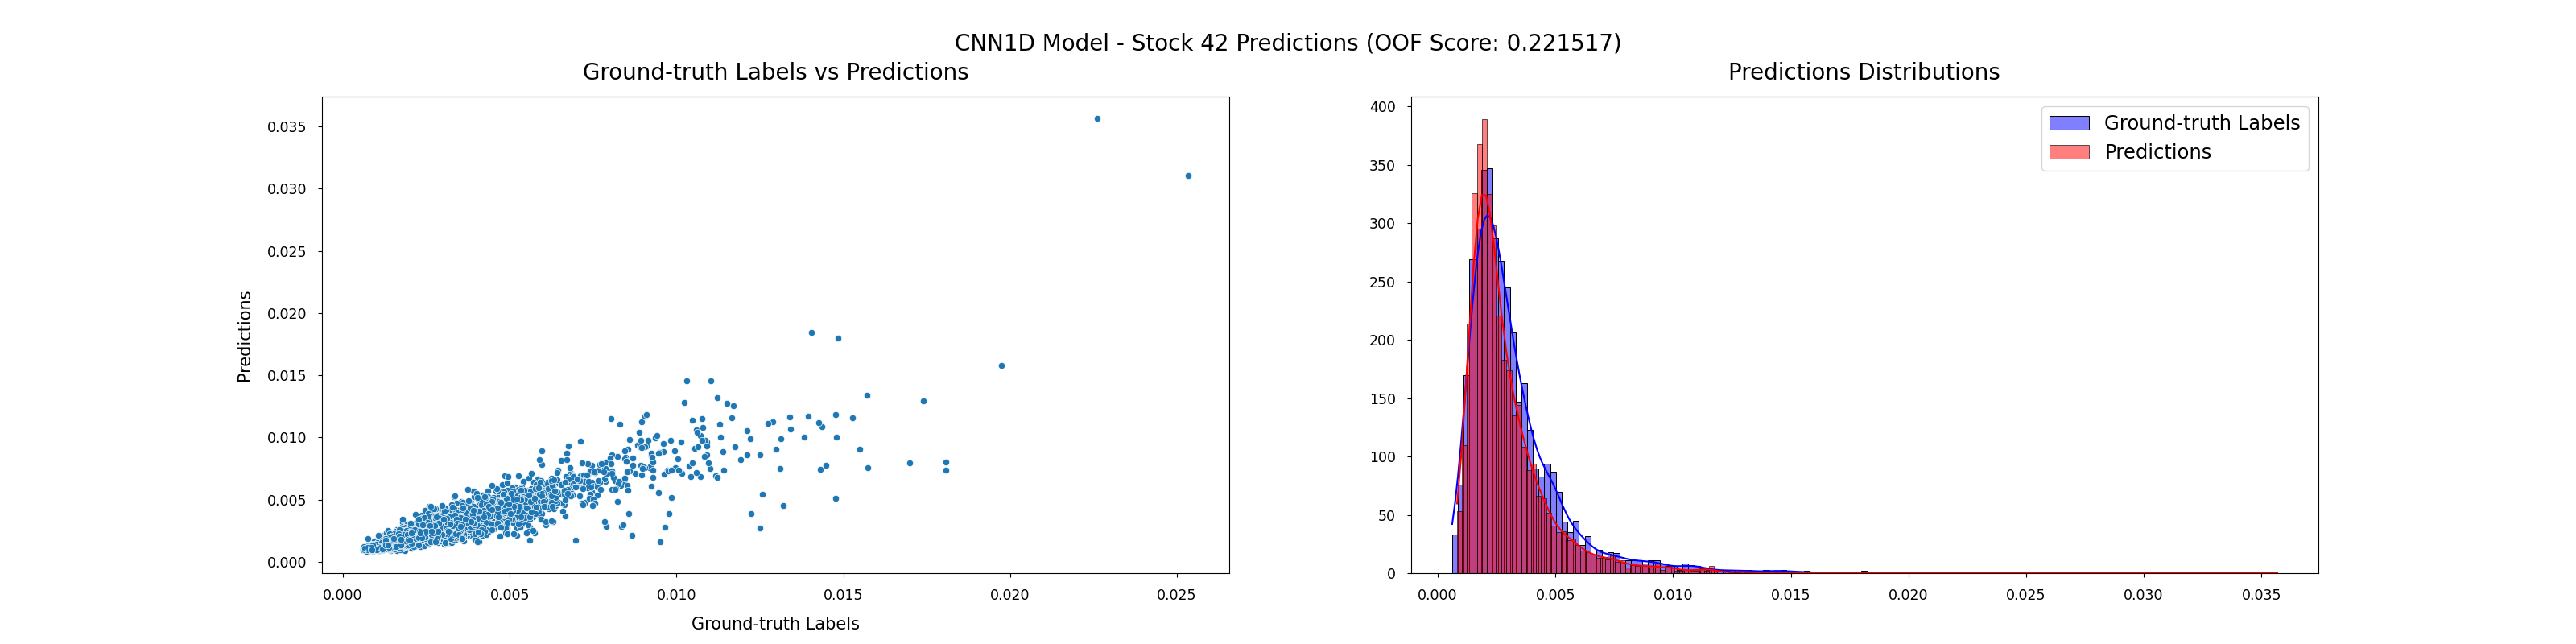 CNN1D Model - Stock 42 Predictions (OOF Score: 0.221517)
Ground-truth Labels vs Predictions
Predictions
0.035
0.030
0.025
0.020
0.015
0.010
0.005
0.000
0.000 0.005 0.010 0.015 0.020 0.025
Ground-truth Labels
Predictions Distributions
400
350
300
250
200
150
100
50
0
0.000 0.005 0.010 0.015 0.020 0.025 0.030 0.035
Ground-truth Labels
Predictions